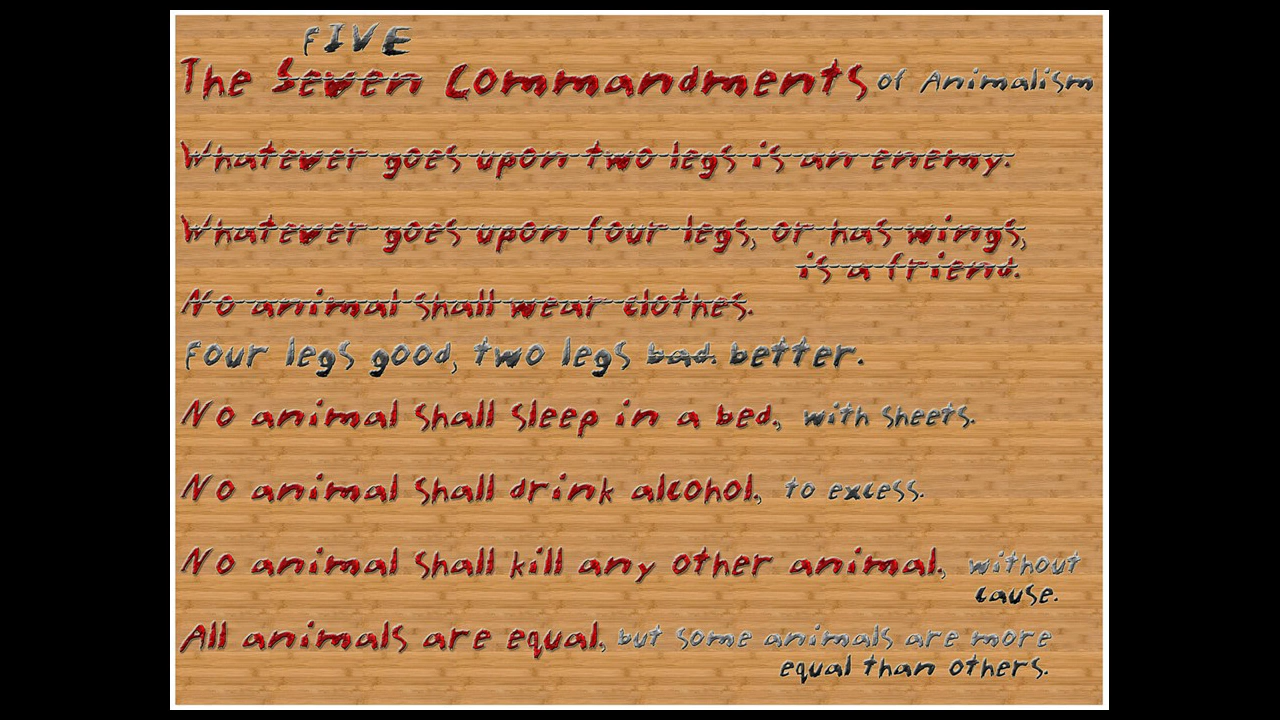 FIVE
The Seven Commandments of Animalism
Whatever goes upon two legs is an enemy.
Whatever goes upon four legs, or has wings,
is a friend.
No animal shall wear clothes.
Four legs good, two legs bad. better.
No animal shall sleep in a bed, with sheets.
No animal shall drink alcohol, to excess.
No animal shall kill any other animal, without
cause.
All animals are equal, but some animals are more
equal than others.